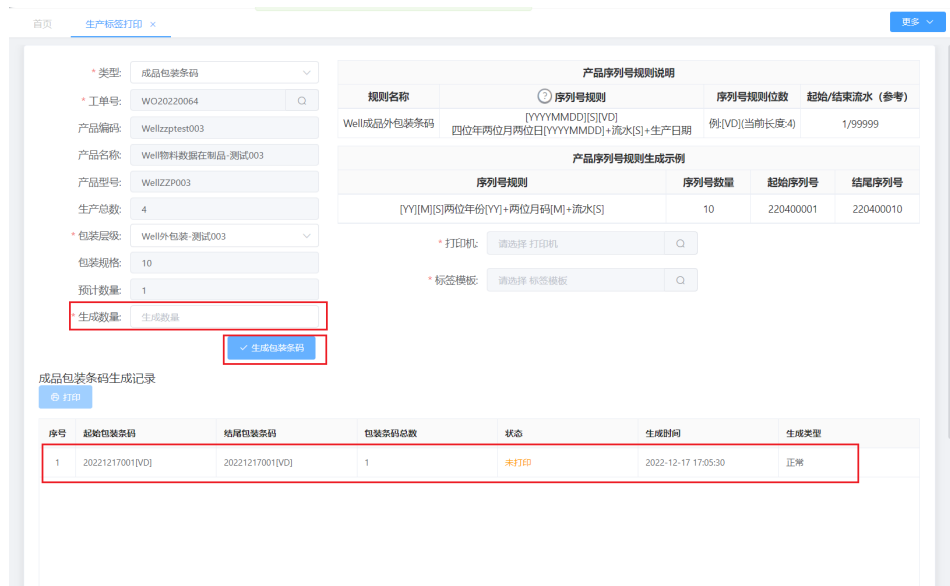 首页
生产标签打印 ×
更多
* 类型: 成品包装条码
* 工单号: WO20220064
产品编码: Wellzzptest003
产品名称: Well物料数据在制品-测试003
产品型号: WellZZP003
生产总数: 4
* 包装层级: Well外包装-测试003
包装规格: 10
预计数量: 1
* 生成数量: 生成数量
生成包装条码
产品序列号规则说明
规则名称 ? 序列号规则 序列号规则位数 起始/结束流水（参考）
Well成品外包装条码 [YYYYMMDD][S][VD] 例:[VD](当前长度:4) 1/99999
四位年两位月两位日[YYYYMMDD]+流水[S]+生产日期
产品序列号规则生成示例
序列号规则 序列号数量 起始序列号 结尾序列号
[YY][M][S]两位年份[YY]+两位月码[M]+流水[S] 10 220400001 220400010
* 打印机: 请选择 打印机
* 标签模板: 请选择 标签模板
成品包装条码生成记录
打印
序号 起始包装条码 结尾包装条码 包装条码总数 状态 生成时间 生成类型
1 20221217001[VD] 20221217001[VD] 1 未打印 2022-12-17 17:05:30 正常